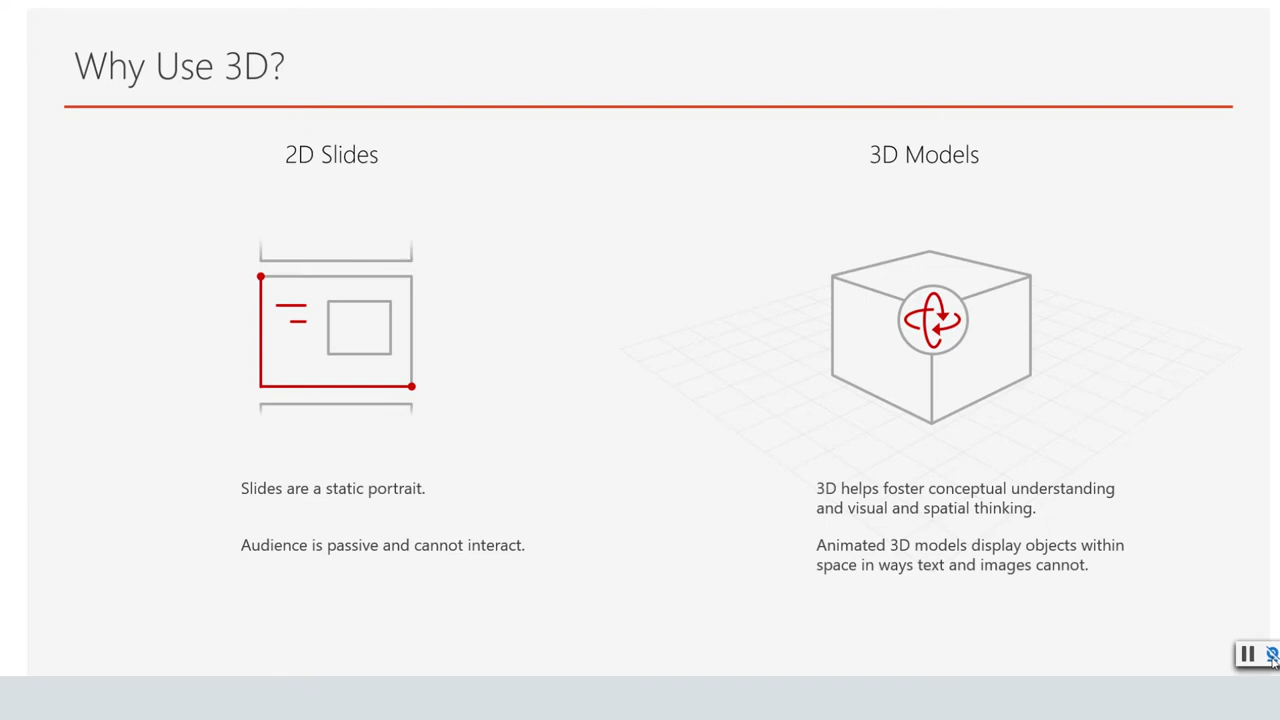 Why Use 3D?
2D Slides
Slides are a static portrait.
Audience is passive and cannot interact.
3D Models
3D helps foster conceptual understanding
and visual and spatial thinking.
Animated 3D models display objects within
space in ways text and images cannot.